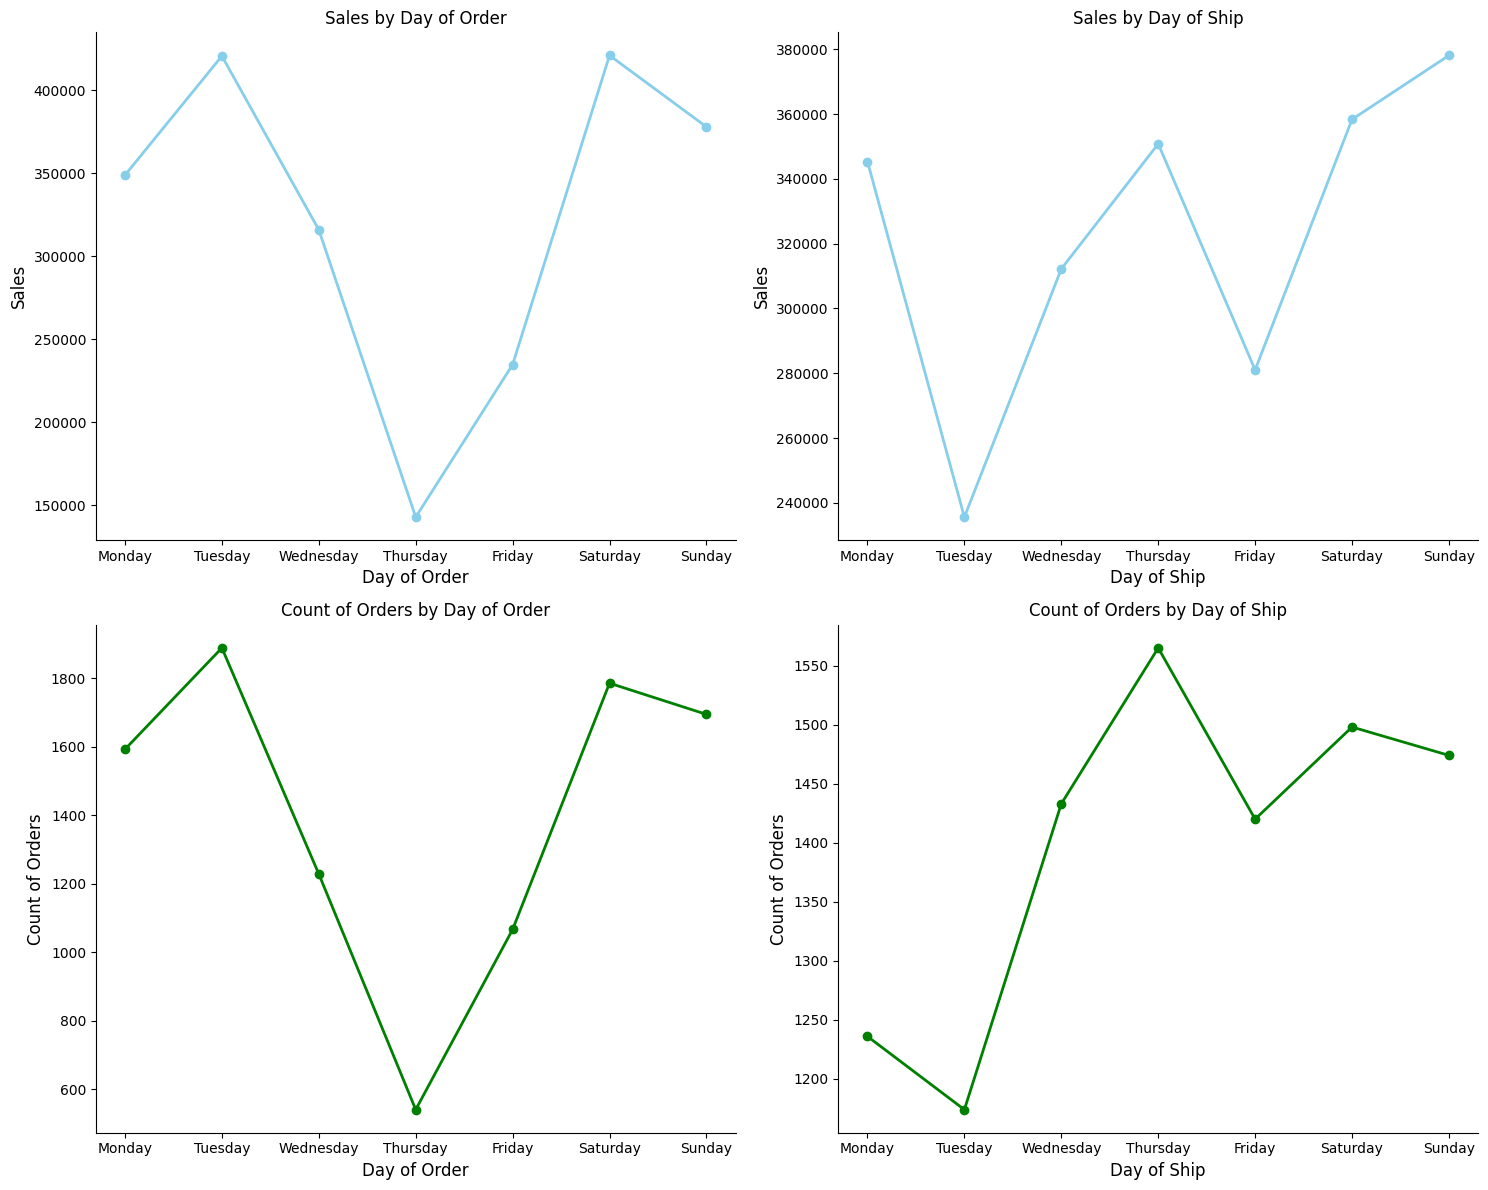 Sales by Day of Order
400000
350000
300000
250000
200000
150000
Sales
Monday Tuesday Wednesday Thursday Friday Saturday Sunday
Day of Order
Sales by Day of Ship
380000
360000
340000
320000
300000
280000
260000
240000
Sales
Monday Tuesday Wednesday Thursday Friday Saturday Sunday
Day of Ship
Count of Orders by Day of Order
1800
1600
1400
1200
1000
800
600
Count of Orders
Monday Tuesday Wednesday Thursday Friday Saturday Sunday
Day of Order
Count of Orders by Day of Ship
1550
1500
1450
1400
1350
1300
1250
1200
Count of Orders
Monday Tuesday Wednesday Thursday Friday Saturday Sunday
Day of Ship